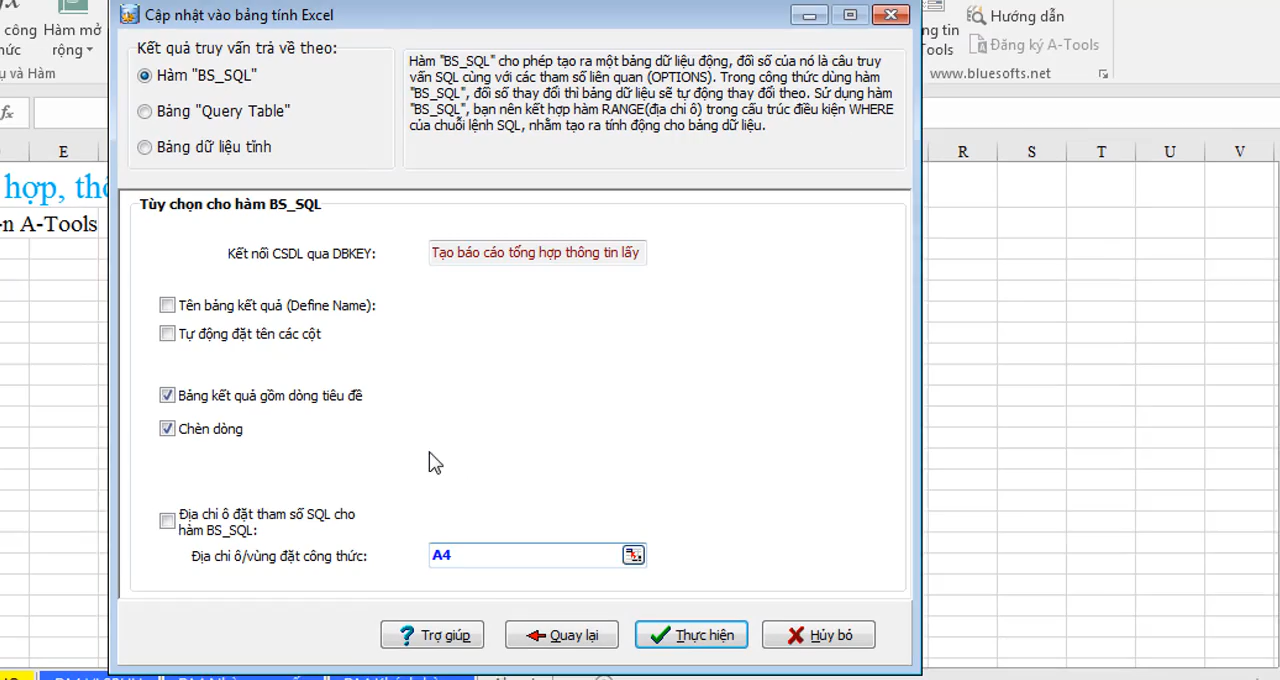 Cập nhật vào bảng tính Excel
Kết quả truy vấn trả về theo:
Hàm "BS_SQL"
Bảng "Query Table"
Bảng dữ liệu tĩnh
Hàm "BS_SQL" cho phép tạo ra một bảng dữ liệu động, đối số của nó là câu truy
vấn SQL cùng với các tham số liên quan (OPTIONS). Trong công thức dùng hàm
"BS_SQL", đối số thay đổi thì bảng dữ liệu sẽ tự động thay đổi theo. Sử dụng hàm
"BS_SQL", bạn nên kết hợp hàm RANGE(địa chỉ ô) trong cấu trúc điều kiện WHERE
của chuỗi lệnh SQL, nhằm tạo ra tính động cho bảng dữ liệu.
Tùy chọn cho hàm BS_SQL
Kết nối CSDL qua DBKEY:
Tạo báo cáo tổng hợp thông tin lấy
Tên bảng kết quả (Define Name):
Tự động đặt tên các cột
Bảng kết quả gồm dòng tiêu đề
Chèn dòng
Địa chỉ ô đặt tham số SQL cho
hàm BS_SQL:
Địa chỉ ô/vùng đặt công thức:
A4
Trợ giúp
Quay lại
Thực hiện
Hủy bỏ
công
Hàm mở
rộng
và Hàm
fx
E
hợp, thố
n A-Tools
ng tin
Tools
Hướng dẫn
Đăng ký A-Tools
www.bluesofts.net
R S T U V